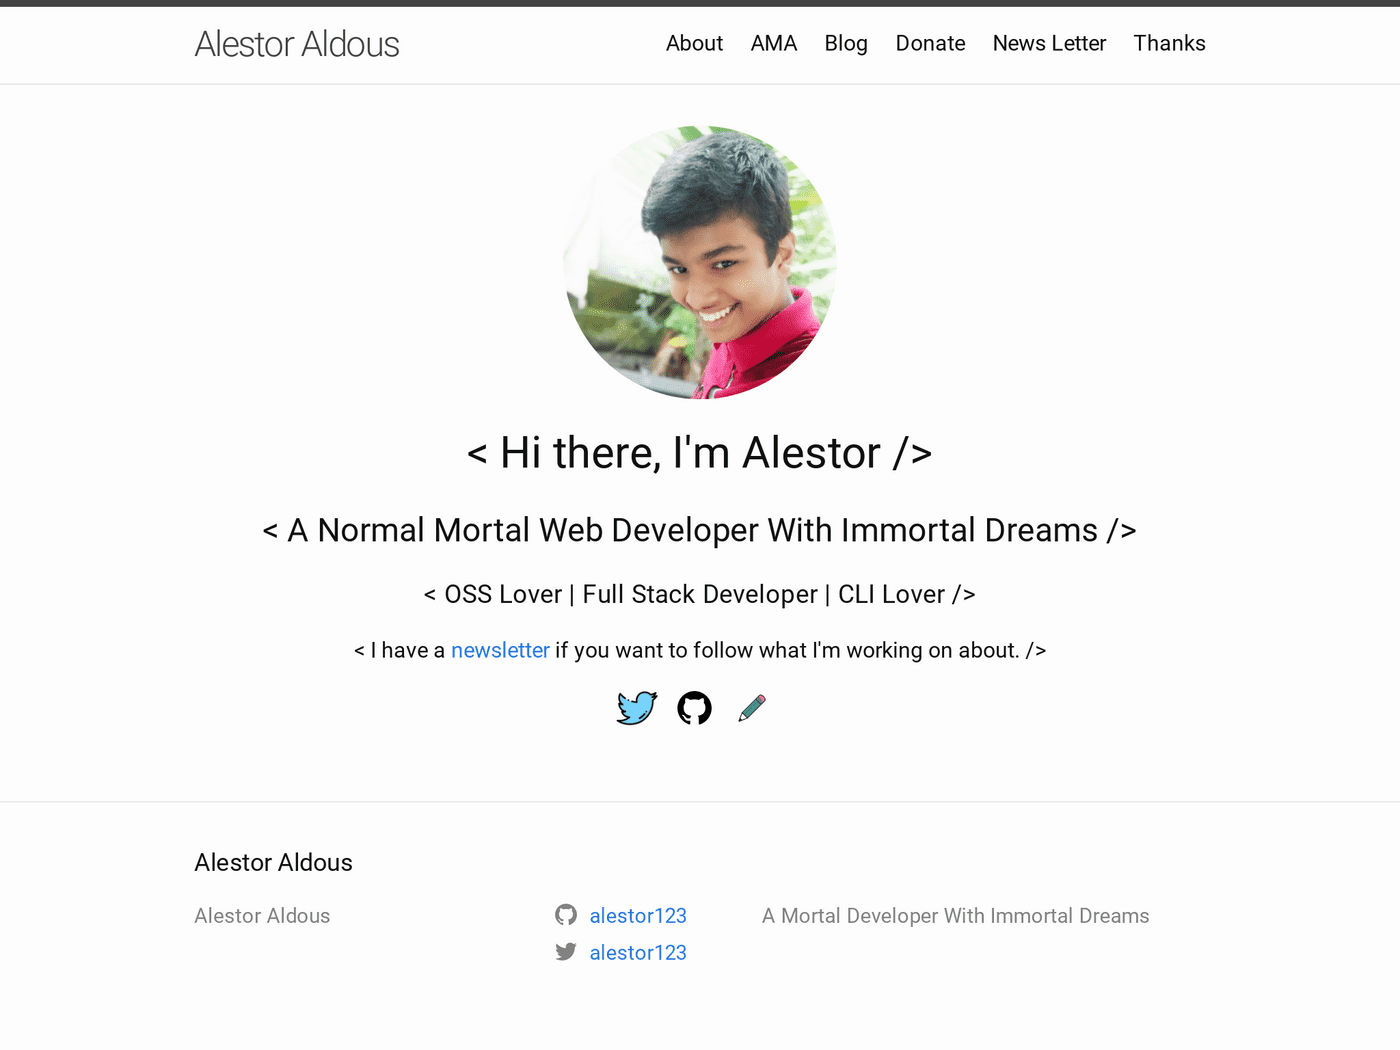 Alestor Aldous
About AMA Blog Donate News Letter Thanks
< Hi there, I'm Alestor />
< A Normal Mortal Web Developer With Immortal Dreams />
< OSS Lover | Full Stack Developer | CLI Lover />
< I have a newsletter if you want to follow what I'm working on about. />
Alestor Aldous
Alestor Aldous
alestor123
alestor123
A Mortal Developer With Immortal Dreams